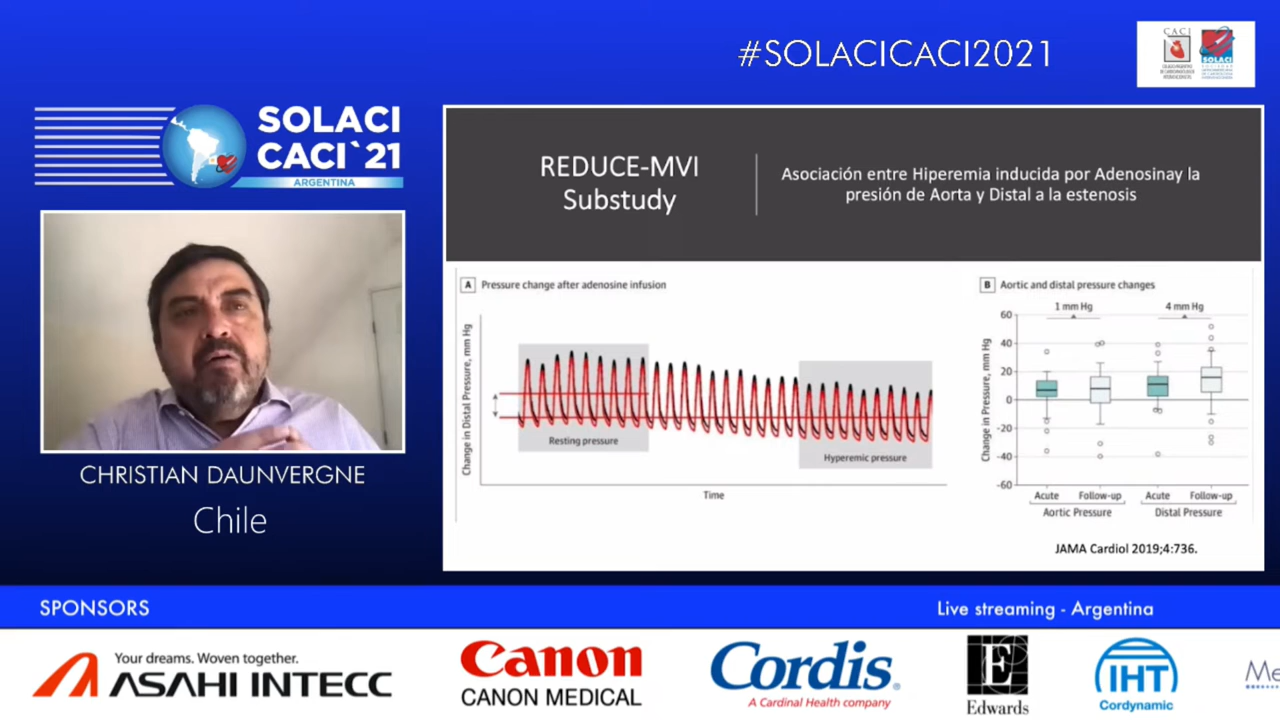 #SOLACICACI2021
CACI
SOLACI
SOLACI
CACI`21
ARGENTINA
REDUCE-MVI
Substudy
Asociación entre Hiperemia inducida por Adenosinay la
presión de Aorta y Distal a la estenosis
A Pressure change after adenosine infusion
Change in Distal Pressure, mm Hg
Resting pressure
Hyperemic pressure
Time
B Aortic and distal pressure changes
1 mm Hg 4 mm Hg
Change in Pressure, mm Hg
60
40
20
0
-20
-40
-60
Acute Follow-up Acute Follow-up
Aortic Pressure Distal Pressure
JAMA Cardiol 2019;4:736.
CHRISTIAN DAUNVERGNE
Chile
SPONSORS Live streaming - Argentina
Your dreams. Woven together.
ASAHI INTECC
Canon
CANON MEDICAL
Cordis®
A Cardinal Health company
E
Edwards
IHT
Cordynamic
Me